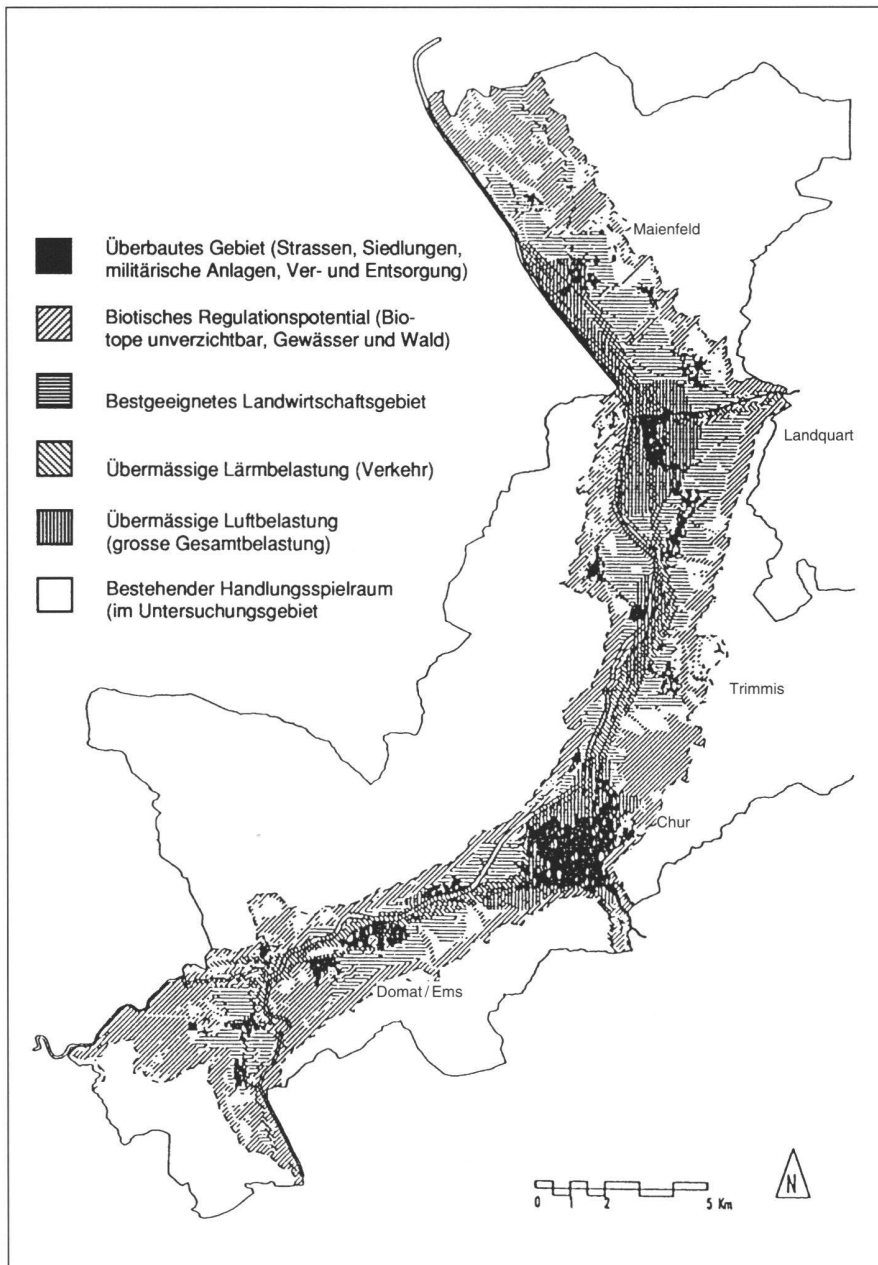 Maienfeld
Überbautes Gebiet (Strassen, Siedlungen,
militärische Anlagen, Ver- und Entsorgung)
Biotisches Regulationspotential (Bio-
tope unverzichtbar, Gewässer und Wald)
Bestgeeignetes Landwirtschaftsgebiet
Landquart
Übermässige Lärmbelastung (Verkehr)
Übermässige Luftbelastung
(grosse Gesamtbelastung)
Bestehender Handlungsspielraum
(im Untersuchungsgebiet
Trimmis
Chur
Domat/Ems
N
0 1 2 5 Km